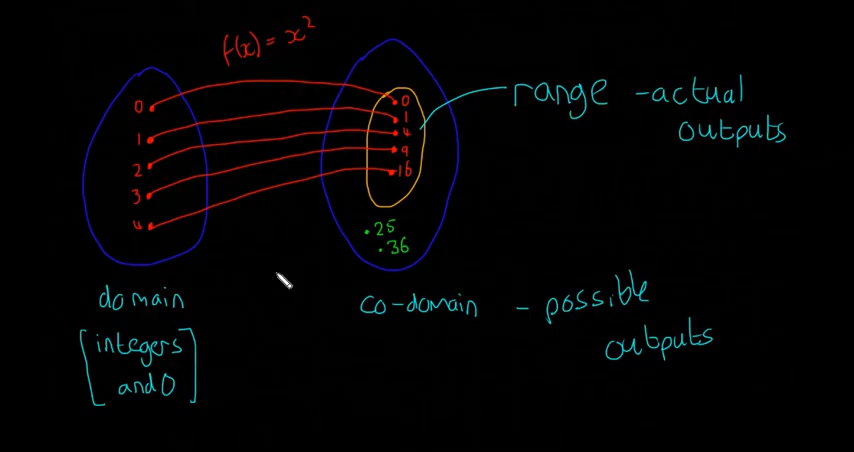 f(x) = x²
0
1
2
3
4
0
1
4
9
16
.25
.36
range - actual
outputs
domain
[integers
and 0]
co-domain - possible
outputs